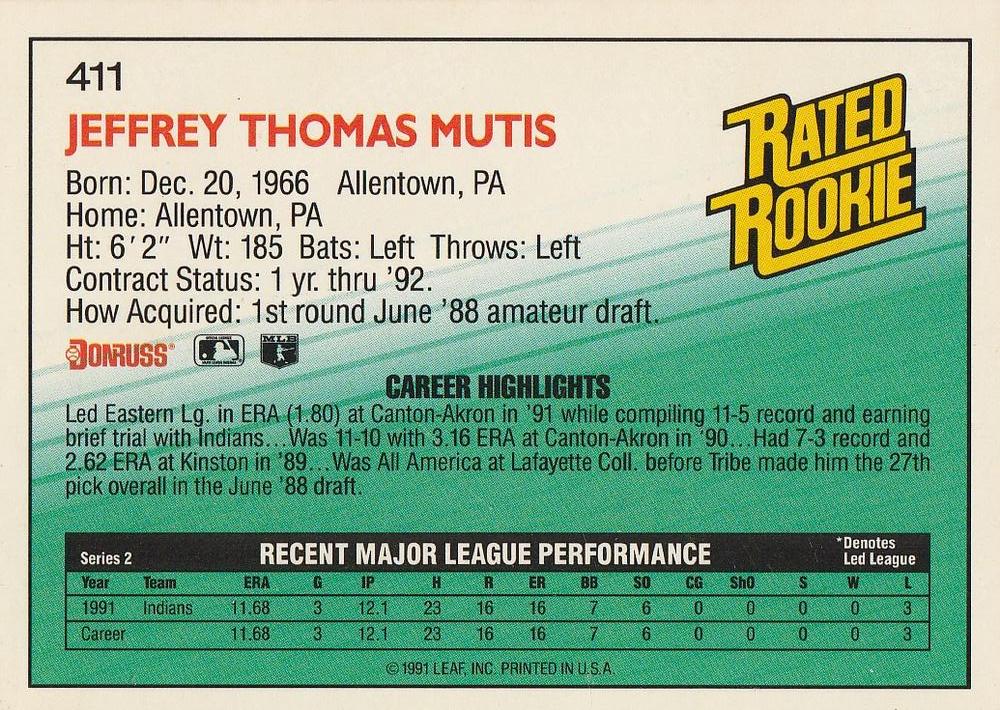 411
JEFFREY THOMAS MUTIS
RATED
ROOKIE
Born: Dec. 20, 1966 Allentown, PA
Home: Allentown, PA
Ht: 6'2" Wt: 185 Bats: Left Throws: Left
Contract Status: 1 yr. thru '92.
How Acquired: 1st round June '88 amateur draft.
DONRUSS® MLB
CAREER HIGHLIGHTS
Led Eastern Lg. in ERA (1.80) at Canton-Akron in '91 while compiling 11-5 record and earning
brief trial with Indians...Was 11-10 with 3.16 ERA at Canton-Akron in '90...Had 7-3 record and
2.62 ERA at Kinston in '89...Was All America at Lafayette Coll. before Tribe made him the 27th
pick overall in the June '88 draft.
Series 2 RECENT MAJOR LEAGUE PERFORMANCE *Denotes
Led League
Year Team ERA G IP H R ER BB SO CG ShO S W L
1991 Indians 11.68 3 12.1 23 16 16 7 6 0 0 0 0 3
Career 11.68 3 12.1 23 16 16 7 6 0 0 0 0 3
© 1991 LEAF, INC. PRINTED IN U.S.A.